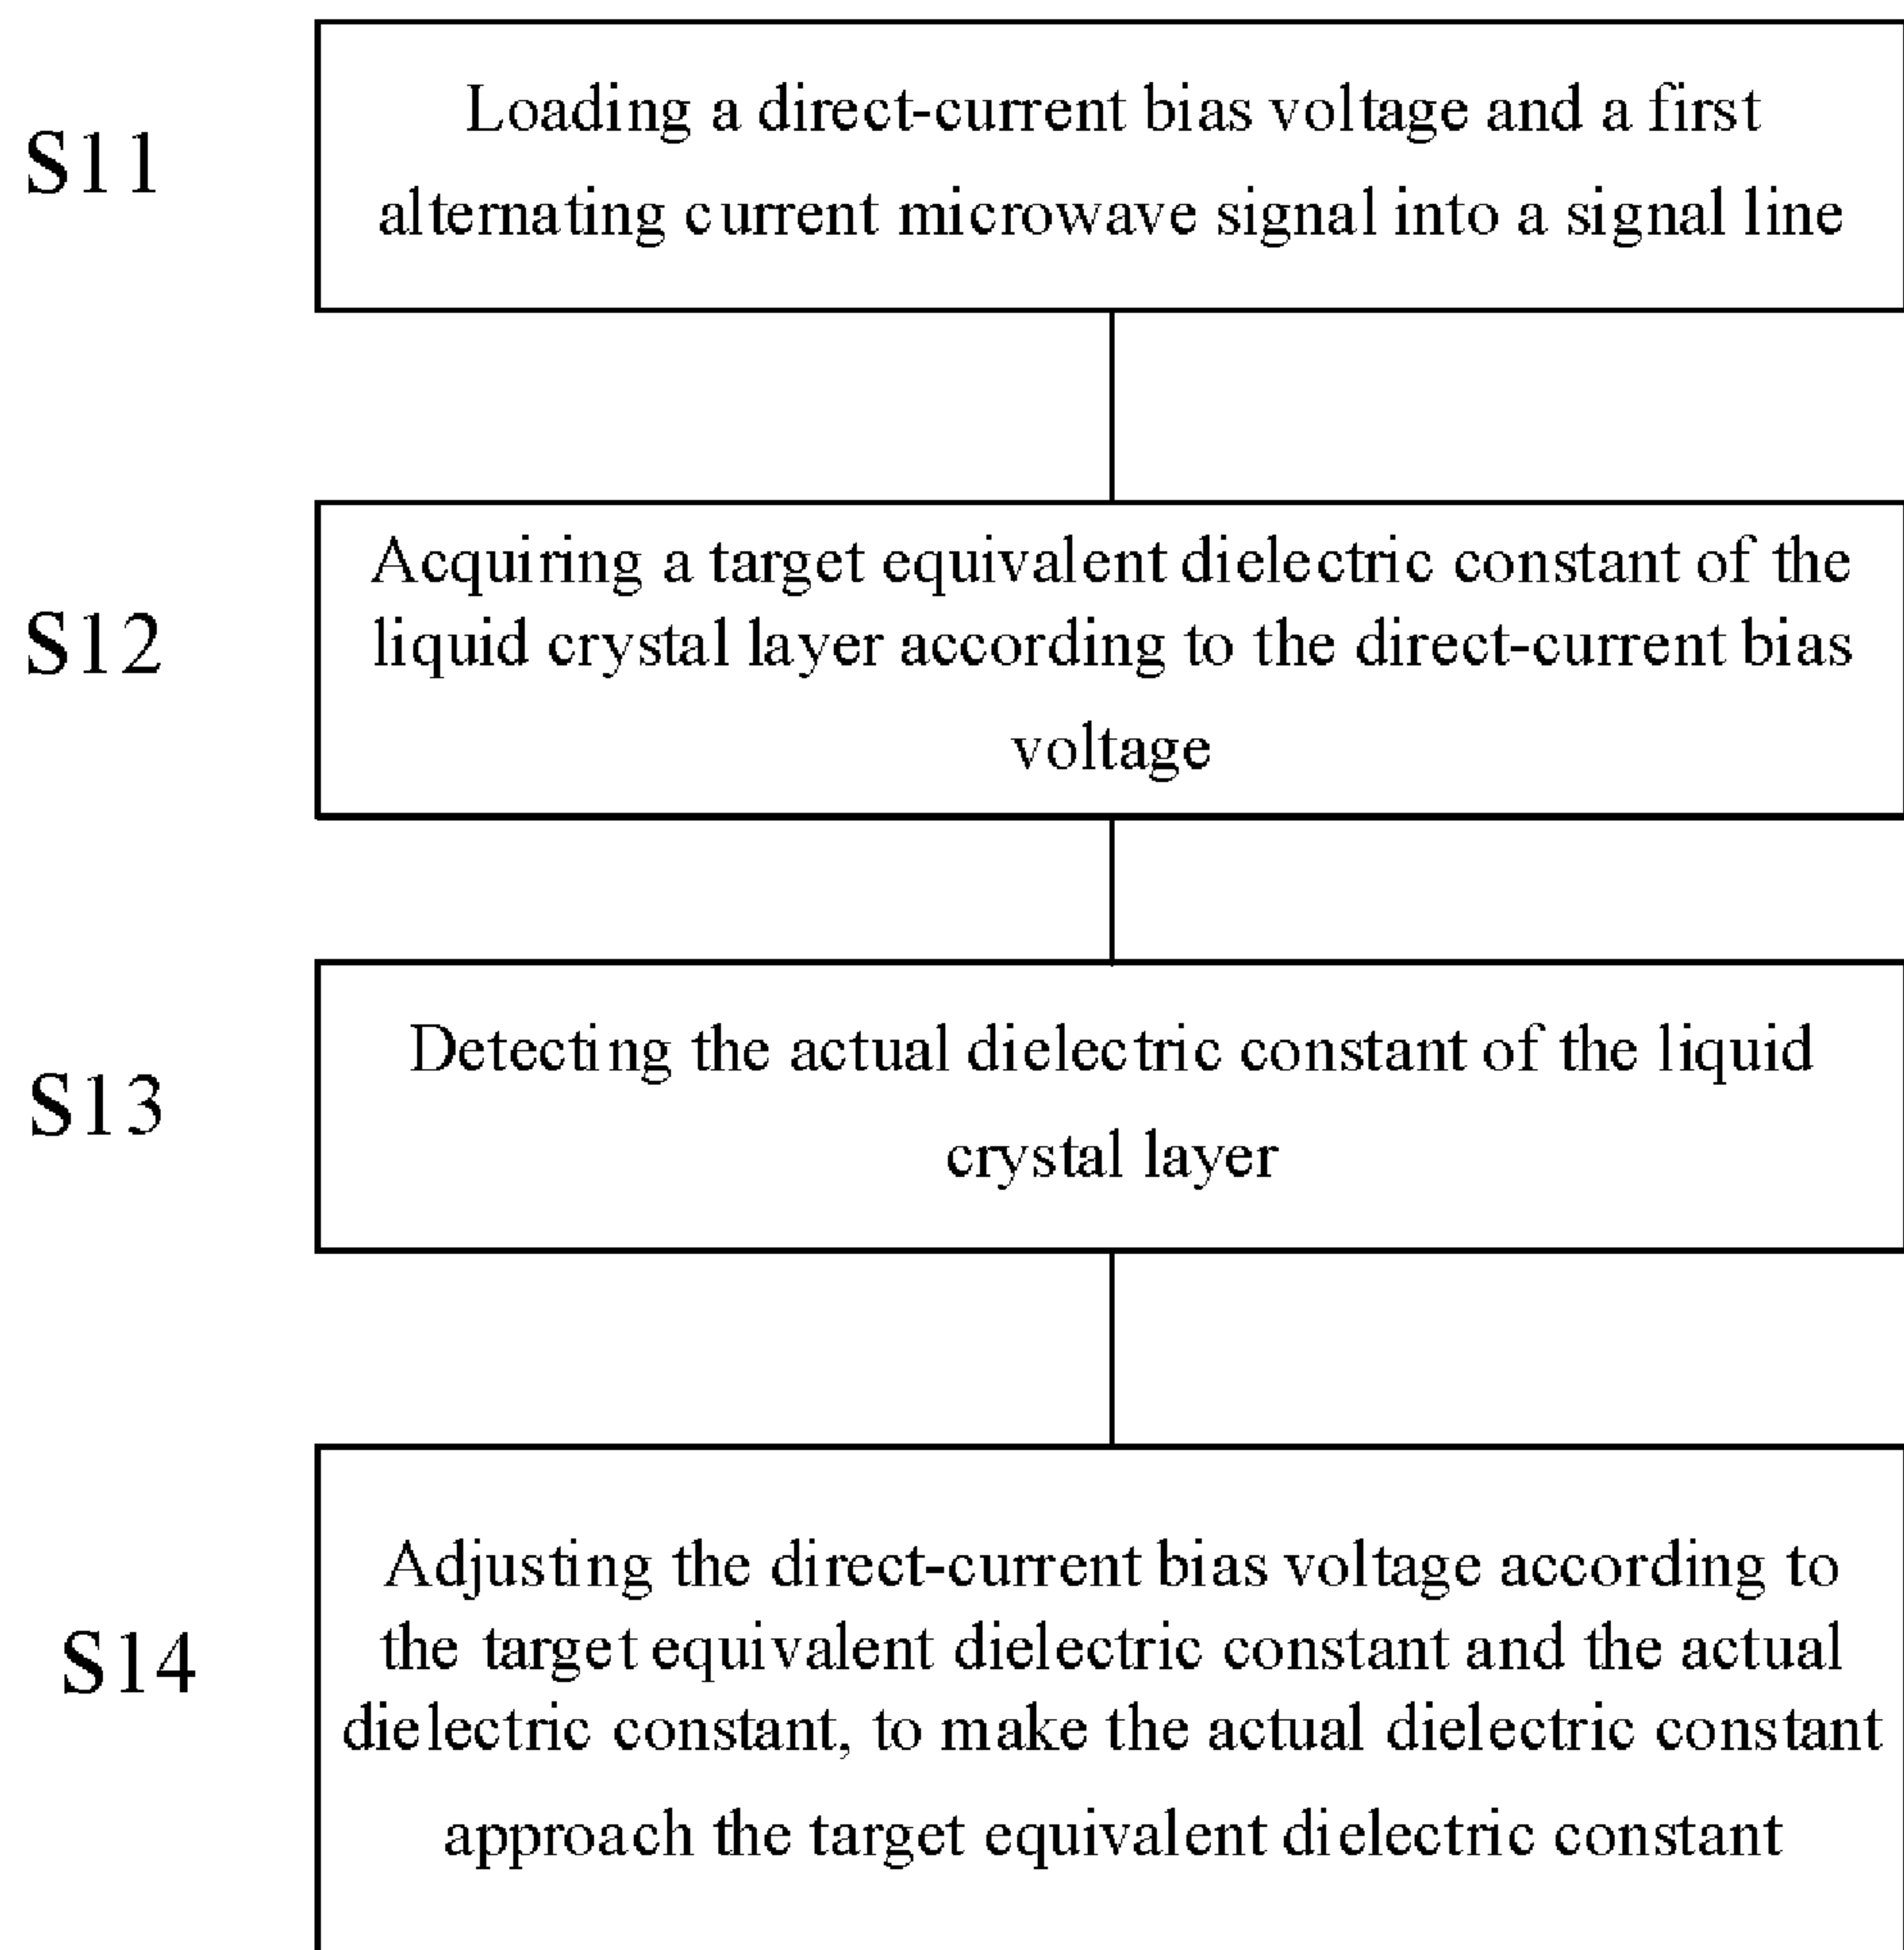 S11
Loading a direct-current bias voltage and a first
alternating current microwave signal into a signal line
S12
Acquiring a target equivalent dielectric constant of the
liquid crystal layer according to the direct-current bias
voltage
S13
Detecting the actual dielectric constant of the liquid
crystal layer
S14
Adjusting the direct-current bias voltage according to
the target equivalent dielectric constant and the actual
dielectric constant, to make the actual dielectric constant
approach the target equivalent dielectric constant